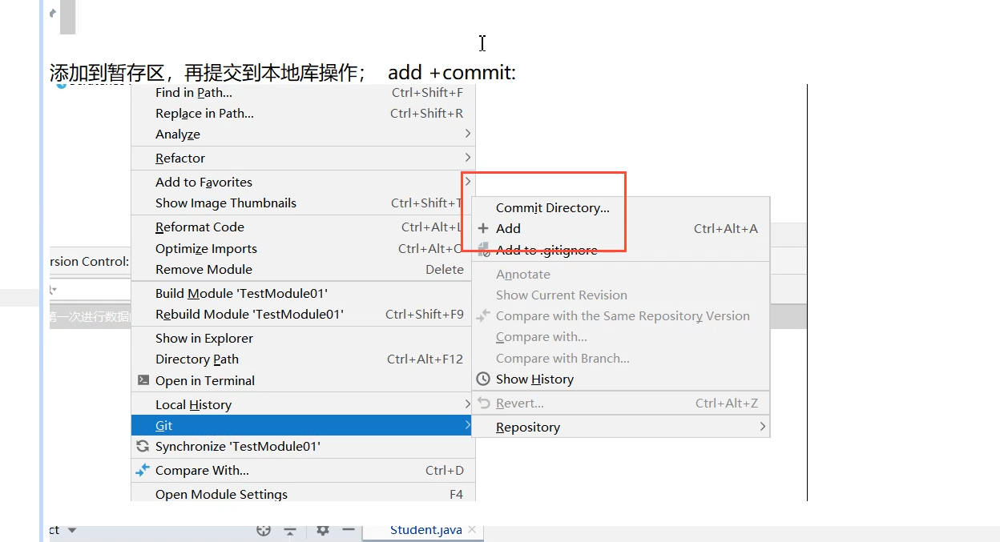 添加到暂存区，再提交到本地库操作； add +commit:
Find in Path... Ctrl+Shift+F
Replace in Path... Ctrl+Shift+R
Analyze
Refactor
Add to Favorites
Show Image Thumbnails Ctrl+Shift+T
Reformat Code Ctrl+Alt+L
Optimize Imports Ctrl+Alt+O
Remove Module Delete
Build Module 'TestModule01'
Rebuild Module 'TestModule01' Ctrl+Shift+F9
Show in Explorer
Directory Path Ctrl+Alt+F12
Open in Terminal
Local History
Git
Synchronize 'TestModule01'
Compare With... Ctrl+D
Open Module Settings F4
Commit Directory...
Add Ctrl+Alt+A
Add to .gitignore
Annotate
Show Current Revision
Compare with the Same Repository Version
Compare with...
Compare with Branch...
Show History
Revert... Ctrl+Alt+Z
Repository
rsion Control:
第一次进行数据
ct
Student.java